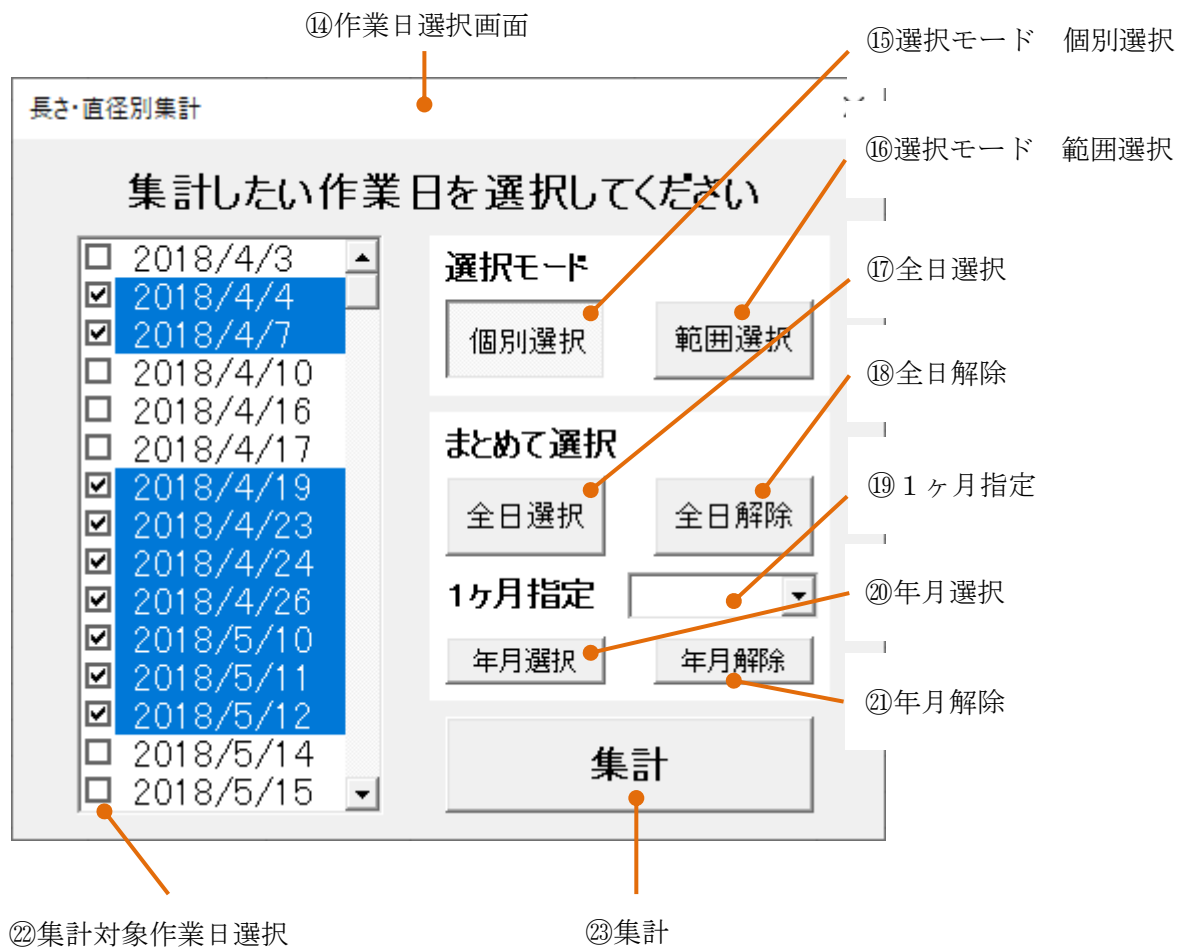 ⑭作業日選択画面
⑮選択モード　個別選択
長さ・直径別集計
⑯選択モード　範囲選択
集計したい作業日を選択してください
2018/4/3
2018/4/4
2018/4/7
2018/4/10
2018/4/16
2018/4/17
2018/4/19
2018/4/23
2018/4/24
2018/4/26
2018/5/10
2018/5/11
2018/5/12
2018/5/14
2018/5/15
選択モード
個別選択
範囲選択
まとめて選択
全日選択
全日解除
1ヶ月指定
年月選択
年月解除
集計
⑰全日選択
⑱全日解除
⑲１ヶ月指定
⑳年月選択
㉑年月解除
㉒集計対象作業日選択
㉓集計